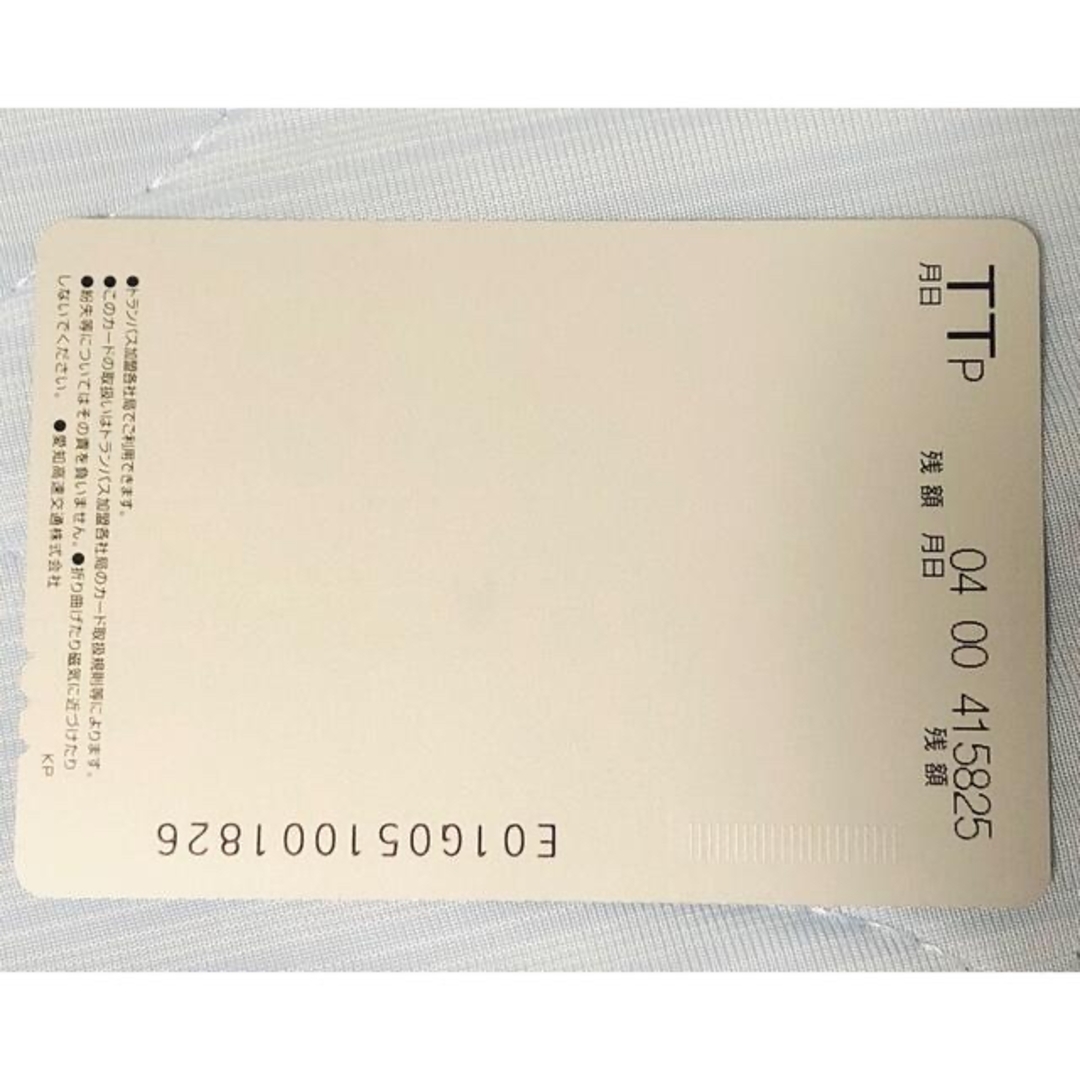 TTP 04 00 415825
月日 残額 月日 残額
●トランパス加盟各社局でご利用できます。
●このカードの取扱いはトランパス加盟各社局のカード取扱規則等によります。
●紛失等についてはその責を負いません。●折り曲げたり磁気に近づけたり
しないでください。 ●愛知高速交通株式会社
KP
E01G051001826